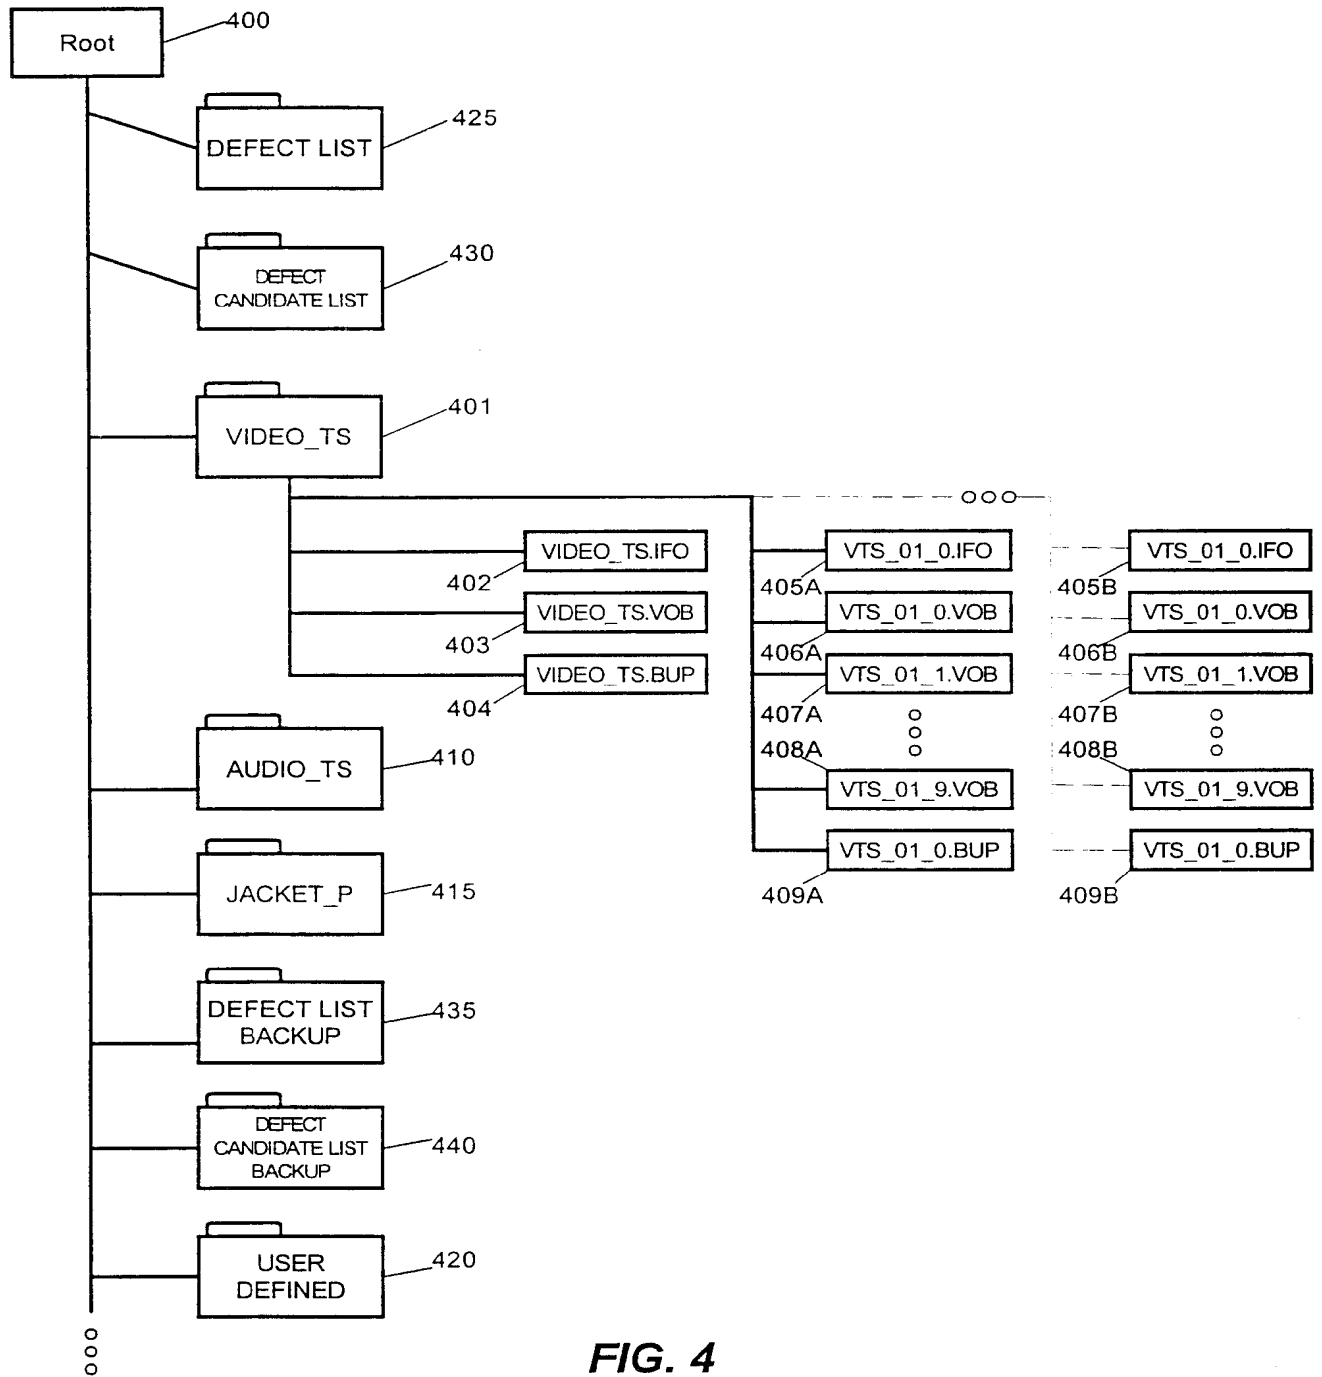 Root
400
DEFECT LIST
425
DEFECT
CANDIDATE LIST
430
VIDEO_TS
401
VIDEO_TS.IFO
402
VIDEO_TS.VOB
403
VIDEO_TS.BUP
404
VTS_01_0.IFO
405A
VTS_01_0.VOB
406A
VTS_01_1.VOB
407A
408A
VTS_01_9.VOB
VTS_01_0.BUP
409A
VTS_01_0.IFO
405B
VTS_01_0.VOB
406B
VTS_01_1.VOB
407B
408B
VTS_01_9.VOB
VTS_01_0.BUP
409B
AUDIO_TS
410
JACKET_P
415
DEFECT LIST
BACKUP
435
DEFECT
CANDIDATE LIST
BACKUP
440
USER
DEFINED
420
FIG. 4